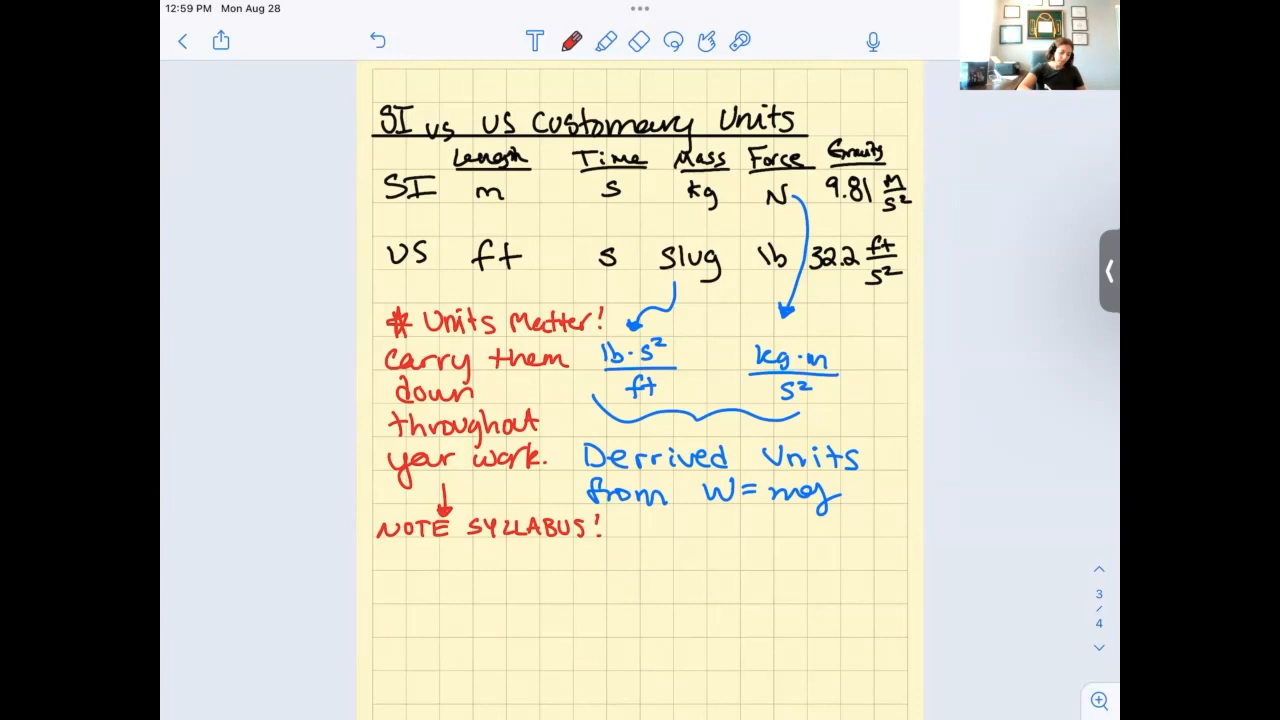 12:59 PM Mon Aug 28
SI vs US Customary Units
Length Time Mass Force Gravity
SI m s kg N 9.81 m/s²
US ft s slug lb 32.2 ft/s²
* Units Matter!
Carry them
down
throughout
your work.
NOTE SYLLABUS!
lb·s²/ft kg·m/s²
Derrived Units
from W=mg
3
/
4